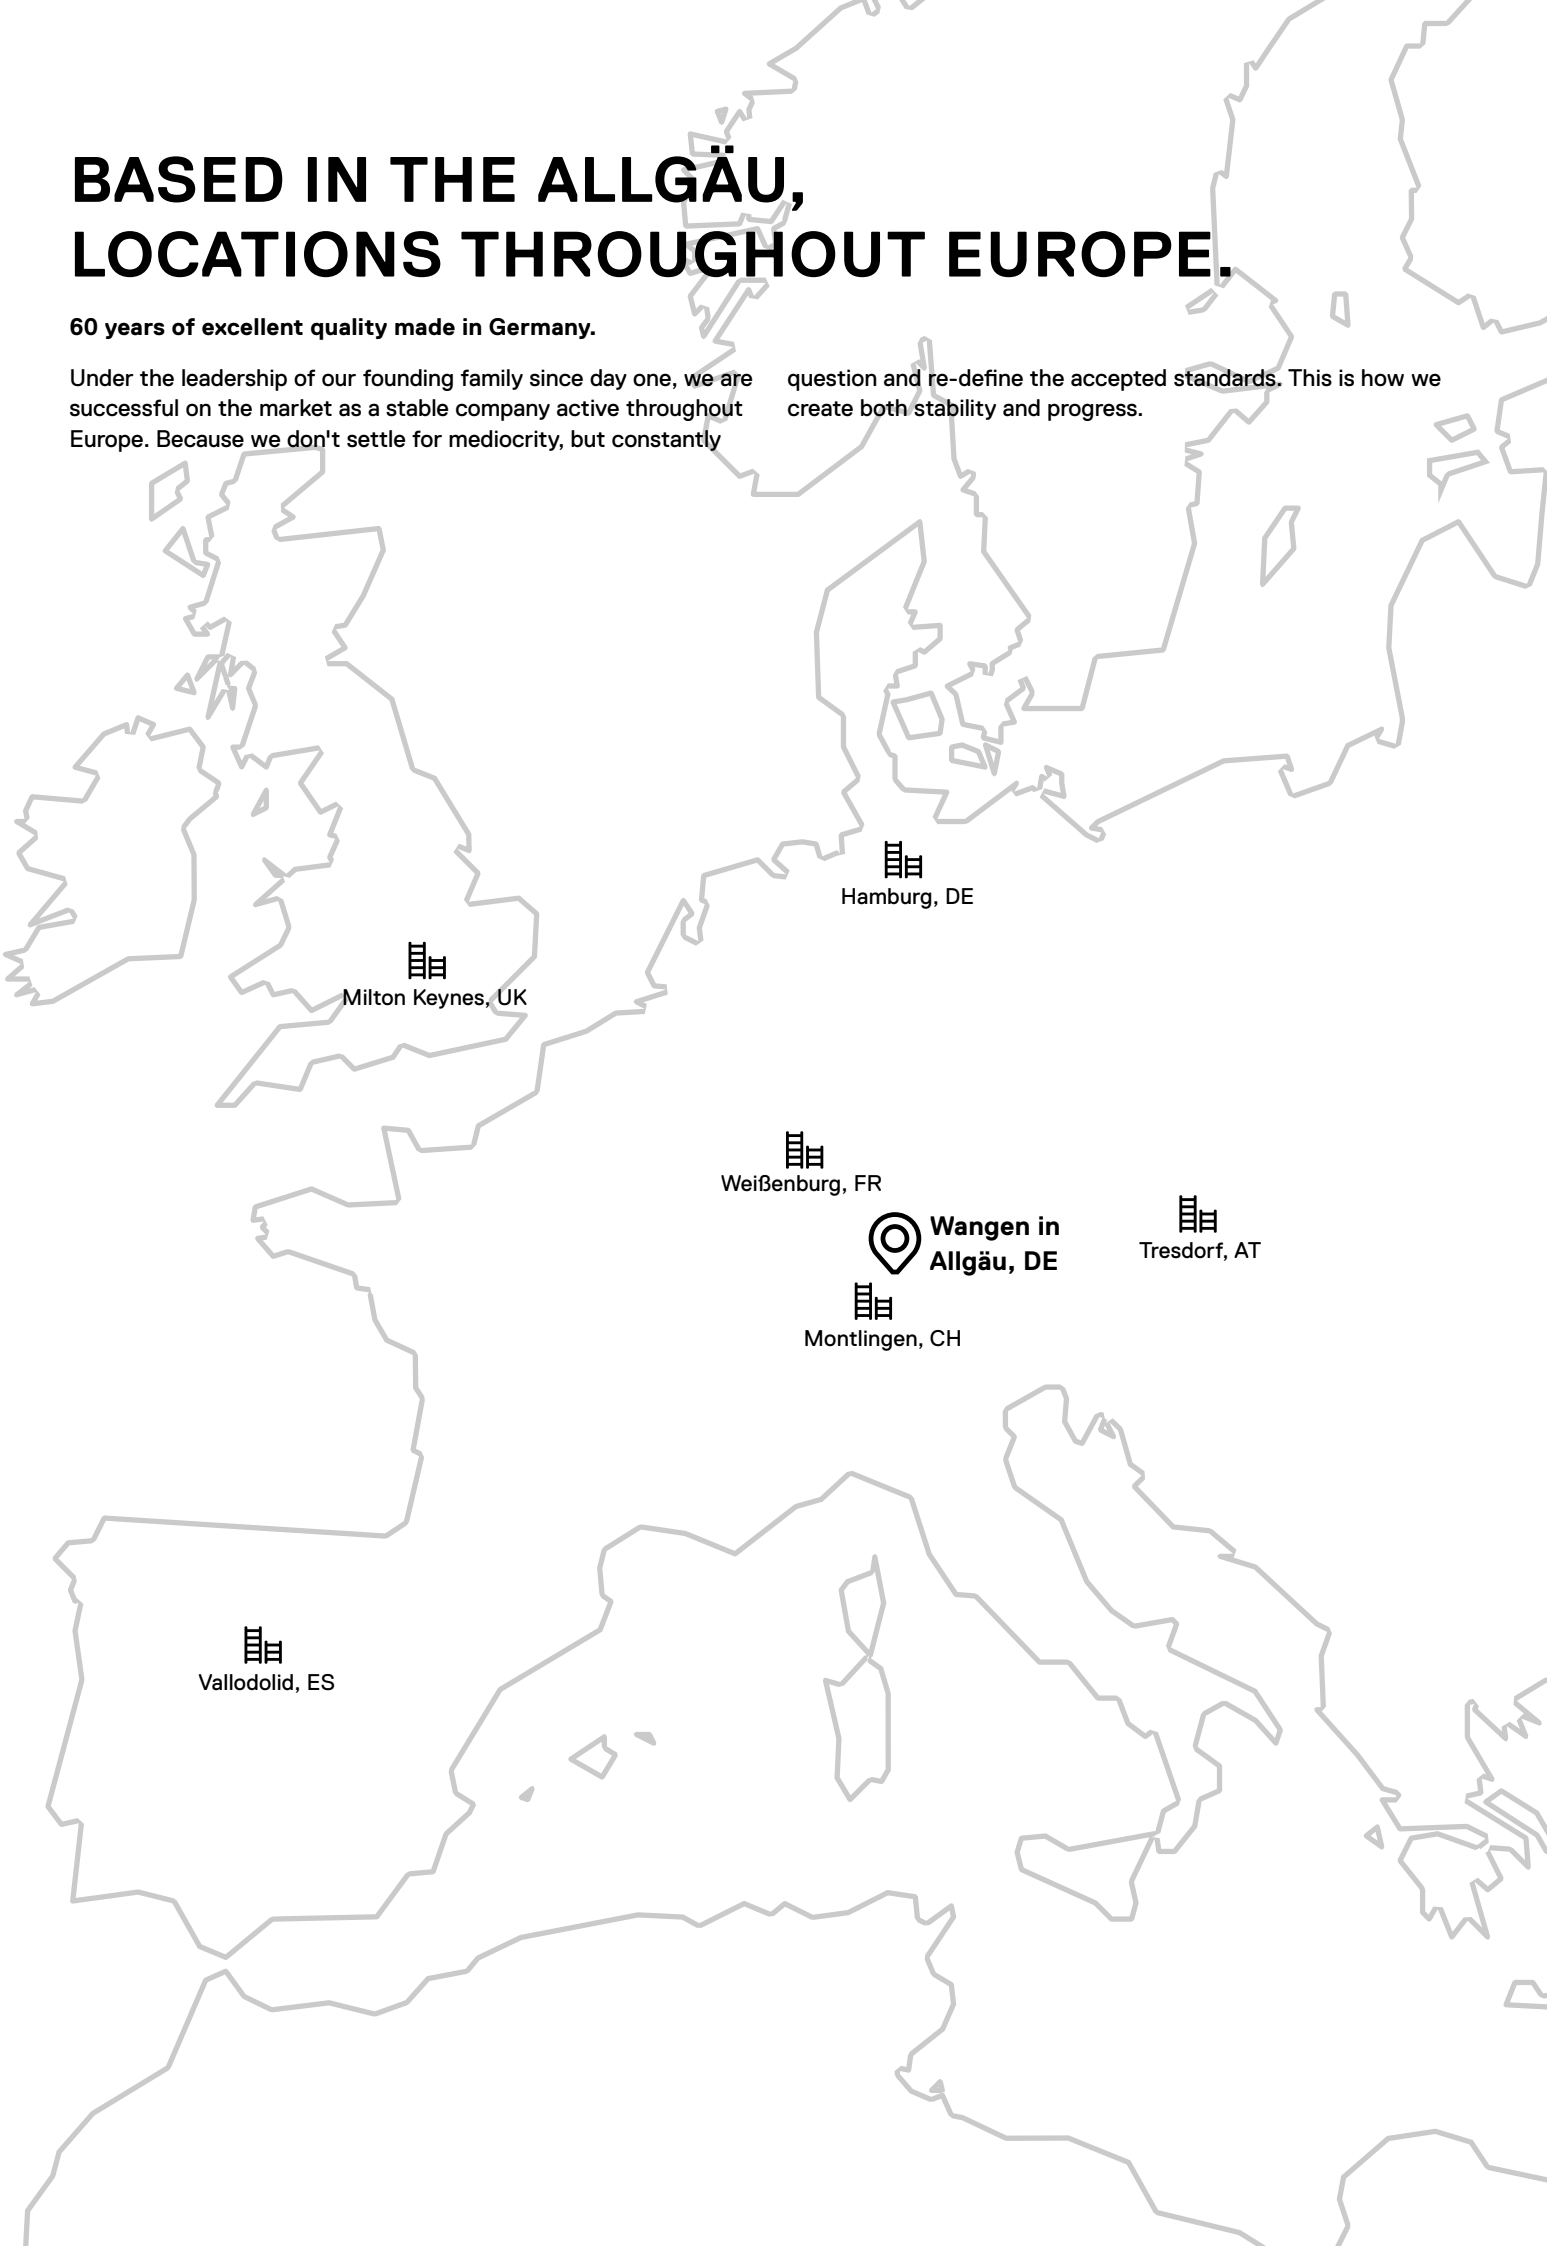 BASED IN THE ALLGÄU,
LOCATIONS THROUGHOUT EUROPE.
60 years of excellent quality made in Germany.
Under the leadership of our founding family since day one, we are
successful on the market as a stable company active throughout
Europe. Because we don't settle for mediocrity, but constantly
question and re-define the accepted standards. This is how we
create both stability and progress.
Hamburg, DE
Milton Keynes, UK
Weißenburg, FR
Wangen in
Allgäu, DE
Tresdorf, AT
Montlingen, CH
Vallodolid, ES